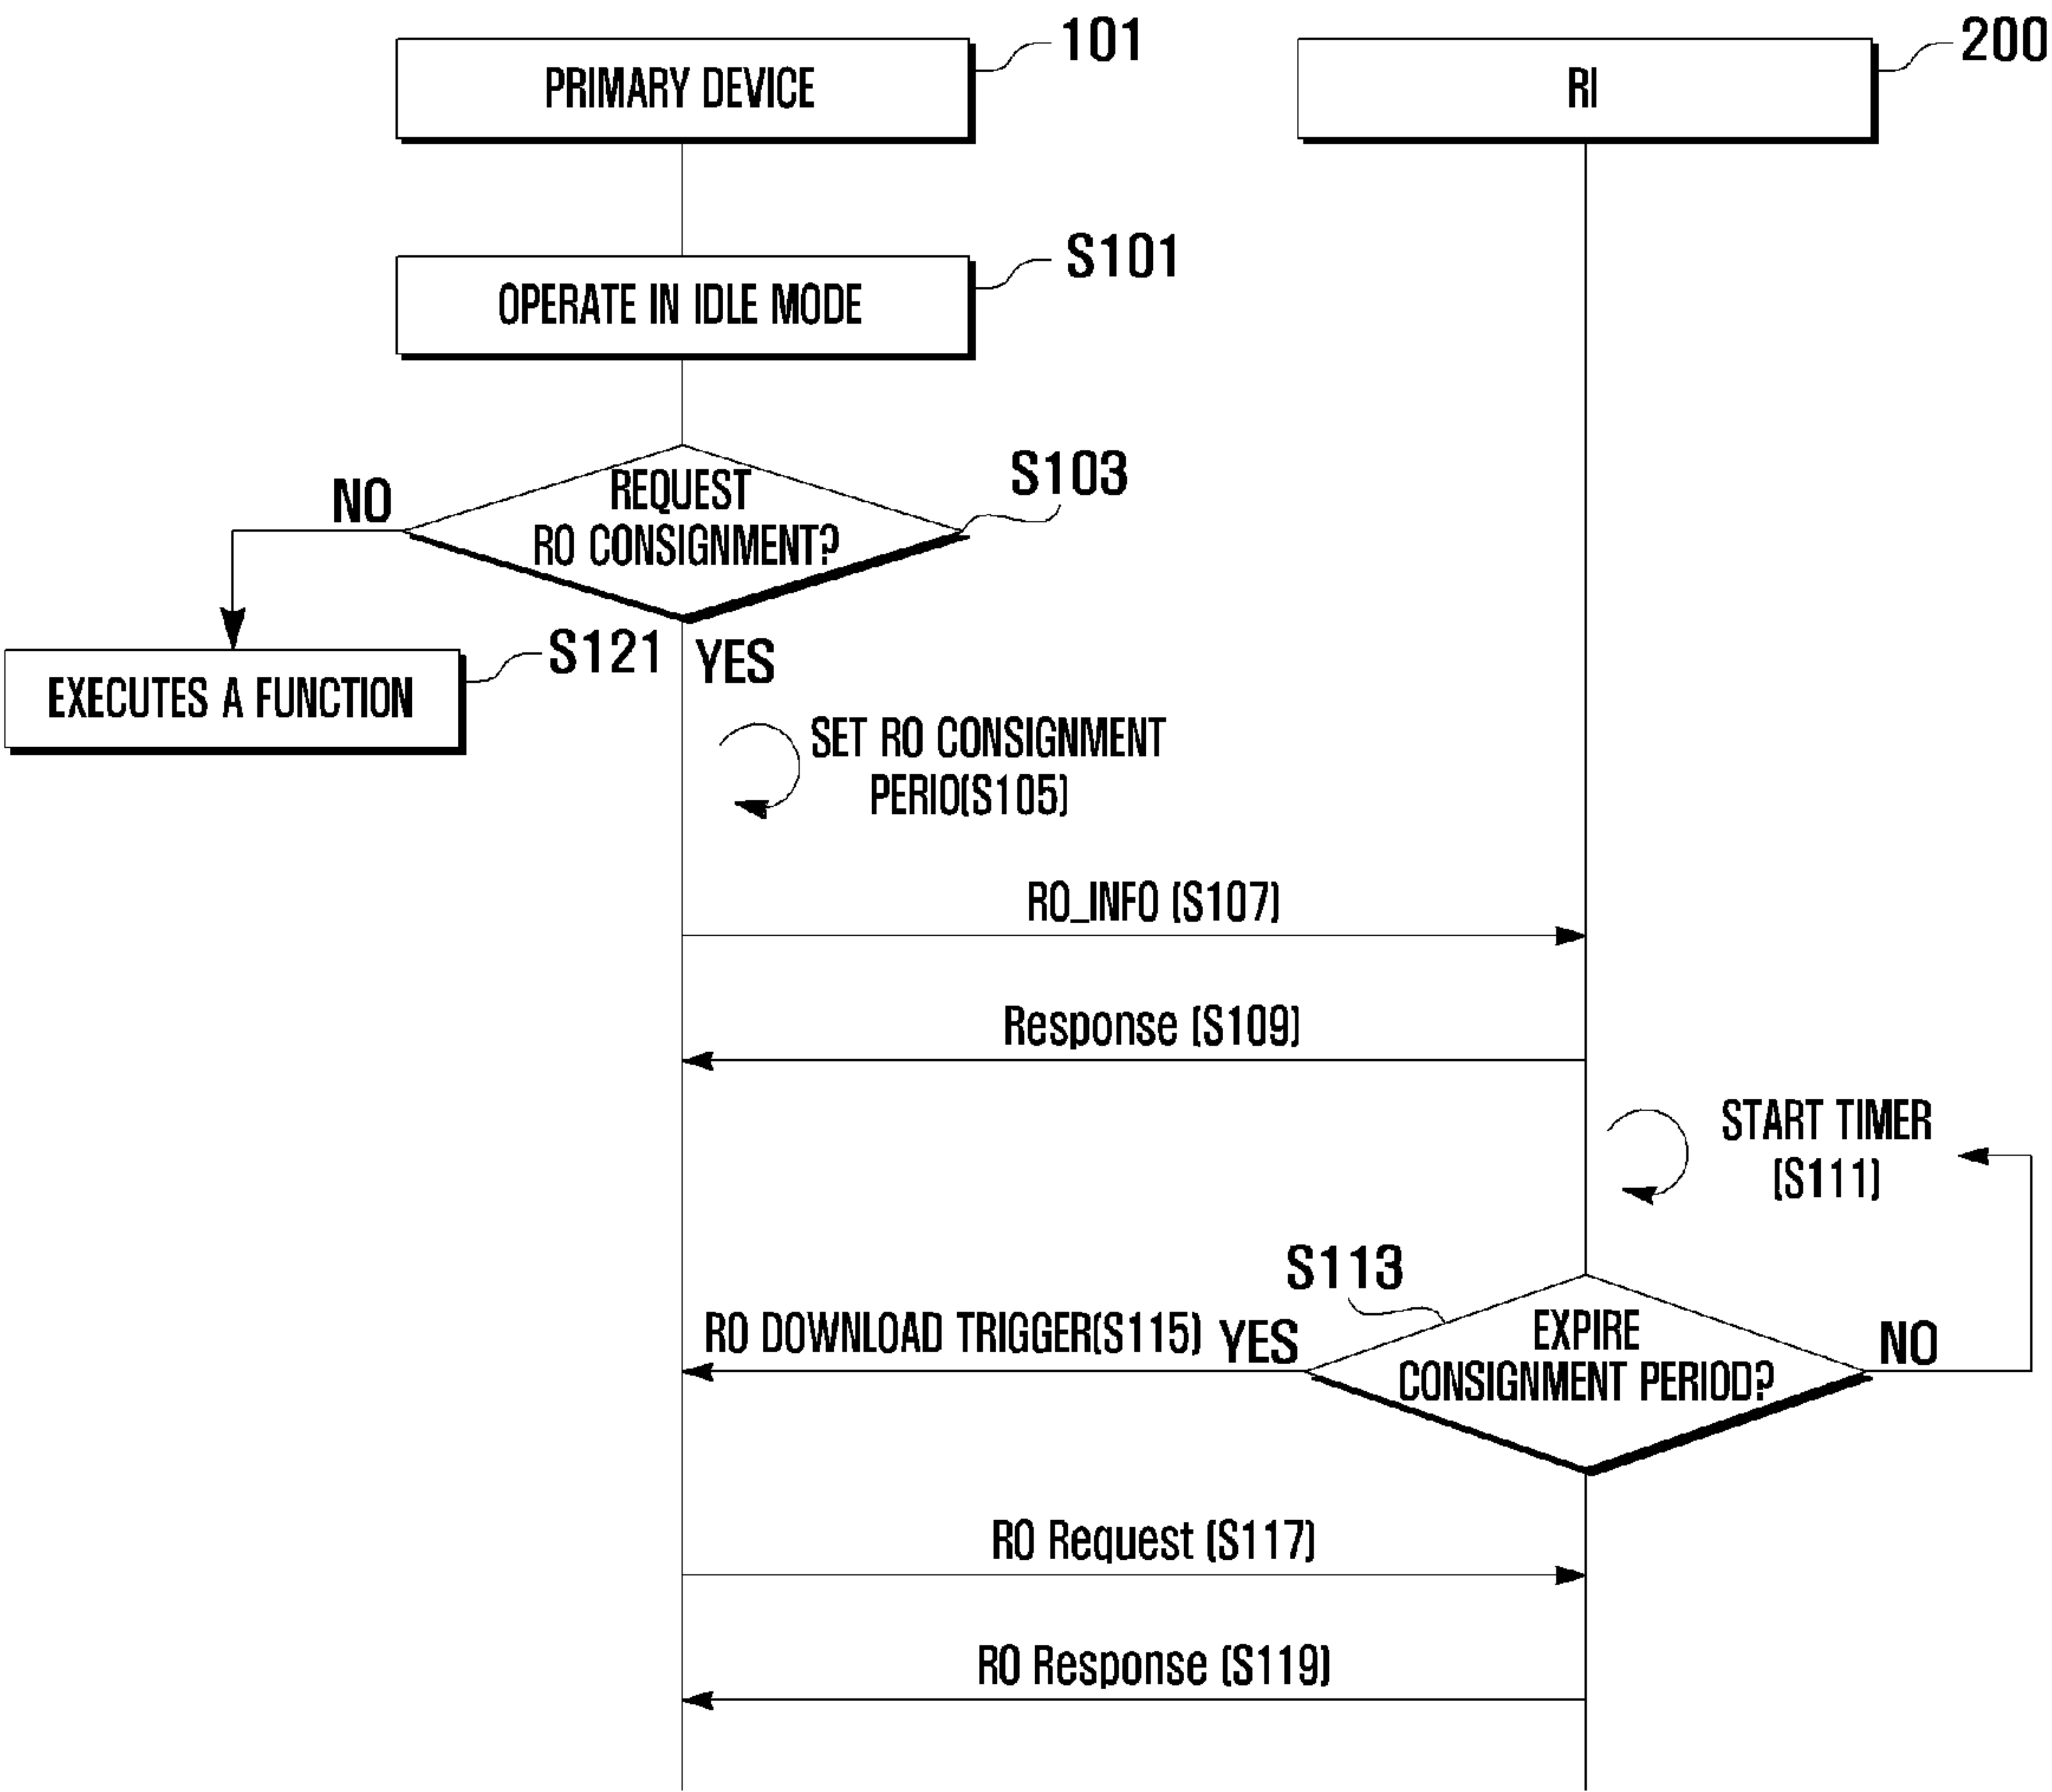 101
200
PRIMARY DEVICE
RI
S101
OPERATE IN IDLE MODE
S103
NO
REQUEST
RO CONSIGNMENT?
S121
YES
EXECUTES A FUNCTION
SET RO CONSIGNMENT
PERIO(S105)
RO_INFO (S107)
Response (S109)
START TIMER
(S111)
S113
RO DOWNLOAD TRIGGER(S115)
YES
EXPIRE
CONSIGNMENT PERIOD?
NO
RO Request (S117)
RO Response (S119)